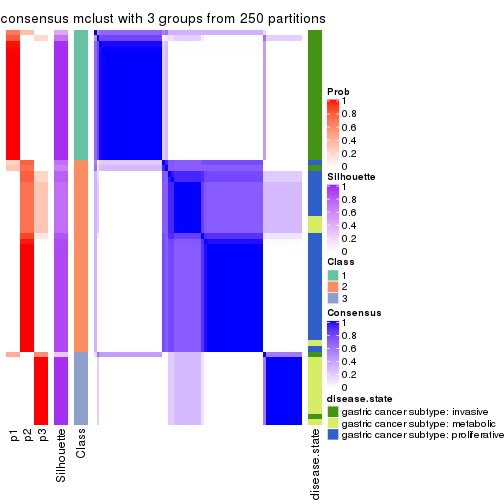 consensus mclust with 3 groups from 250 partitions
Prob
1
0.8
0.6
0.4
0.2
0
Silhouette
1
0.8
0.6
0.4
0.2
0
Class
1
2
3
Consensus
1
0.8
0.6
0.4
0.2
0
disease.state
gastric cancer subtype: invasive
gastric cancer subtype: metabolic
gastric cancer subtype: proliferative
p1
p2
p3
Silhouette
Class
disease.state